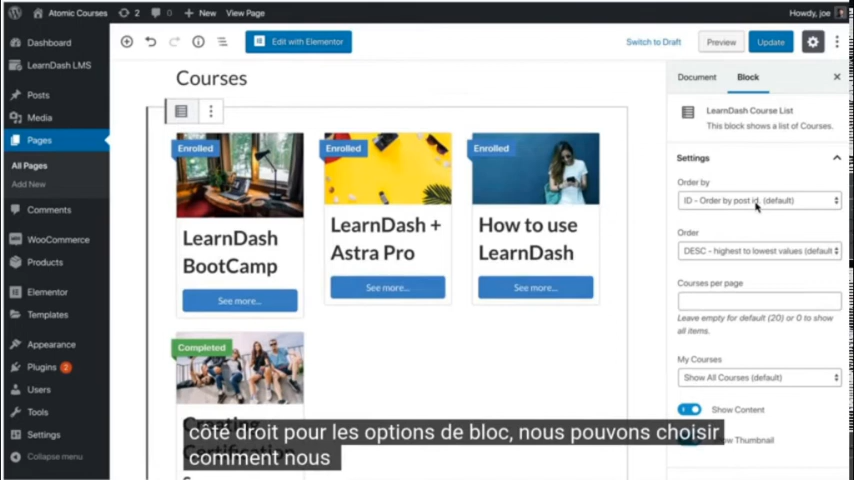 Atomic Courses
2
+ New
View Page
Howdy, joe
Dashboard
LearnDash LMS
Posts
Media
Pages
All Pages
Add New
Comments
WooCommerce
Products
Elementor
Templates
Appearance
Plugins 2
Users
Tools
Settings
Collapse menu
Edit with Elementor
Switch to Draft
Preview
Update
Courses
Enrolled
LearnDash
BootCamp
See more...
Enrolled
LearnDash +
Astra Pro
See more...
Enrolled
How to use
LearnDash
See more...
Completed
Document
Block
LearnDash Course List
This block shows a list of Courses.
Settings
Order by
ID - Order by post id. (default)
Order
DESC - highest to lowest values (default
Courses per page
Leave empty for default (20) or 0 to show
all items.
My Courses
Show All Courses (default)
Show Content
Show Thumbnail
côté droit pour les options de bloc, nous pouvons choisir
comment nous